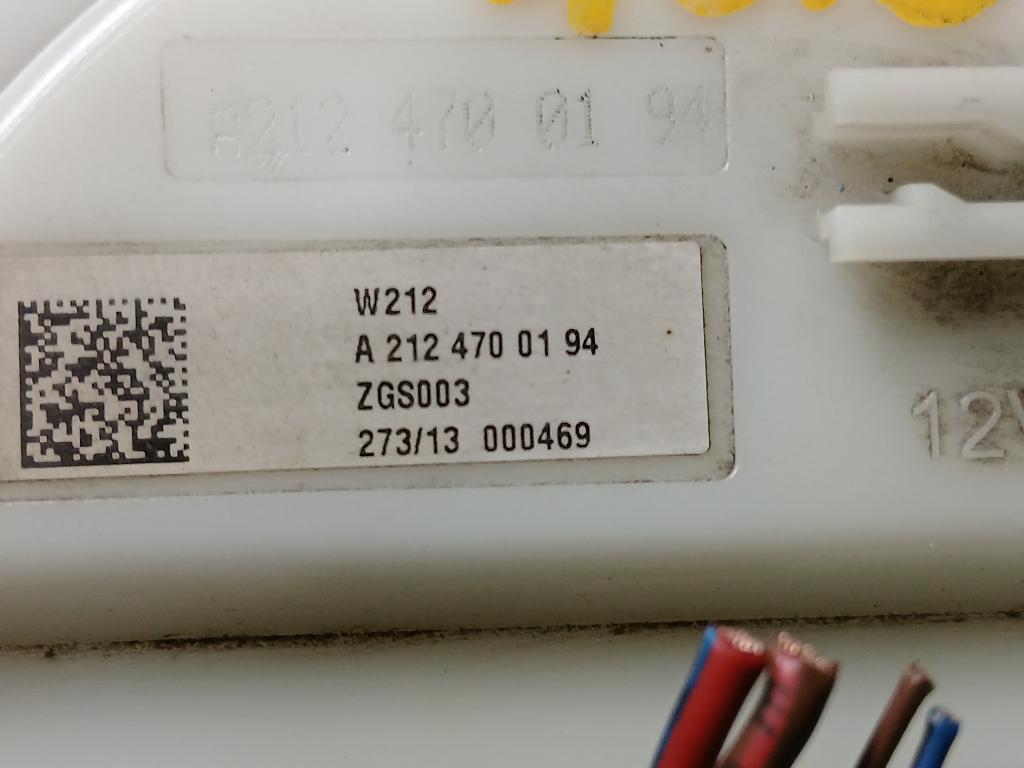 A212 470 01 94
W212
A 212 470 01 94
ZGS003
273/13 000469
12V